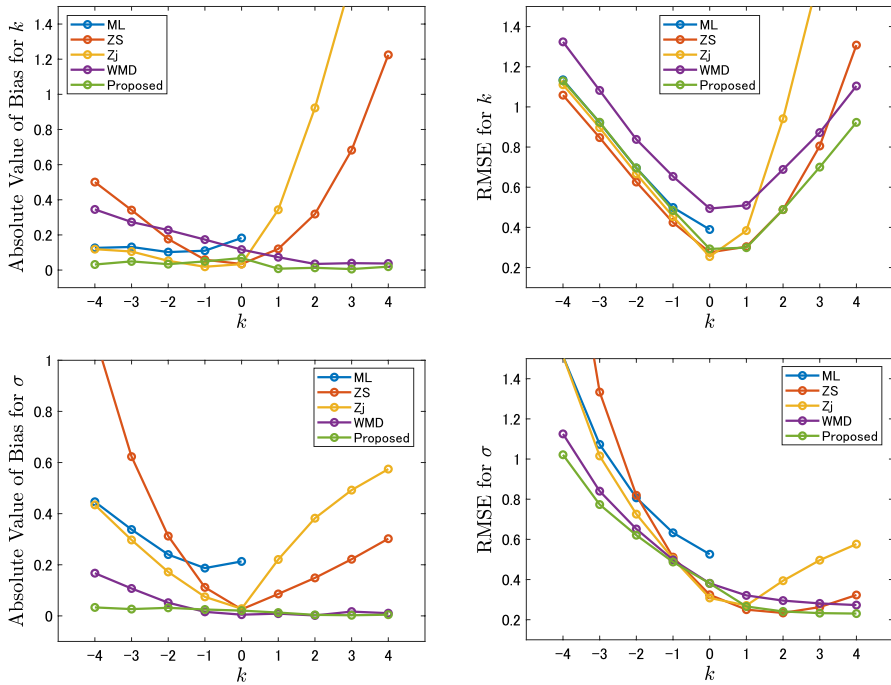 Absolute Value of Bias for k
1.4
1.2
1
0.8
0.6
0.4
0.2
0
ML
ZS
Zj
WMD
Proposed
-4 -3 -2 -1 0 1 2 3 4
k
RMSE for k
1.4
1.2
1
0.8
0.6
0.4
0.2
ML
ZS
Zj
WMD
Proposed
-4 -3 -2 -1 0 1 2 3 4
k
Absolute Value of Bias for σ
1
0.8
0.6
0.4
0.2
0
ML
ZS
Zj
WMD
Proposed
-4 -3 -2 -1 0 1 2 3 4
k
RMSE for σ
1.4
1.2
1
0.8
0.6
0.4
0.2
ML
ZS
Zj
WMD
Proposed
-4 -3 -2 -1 0 1 2 3 4
k